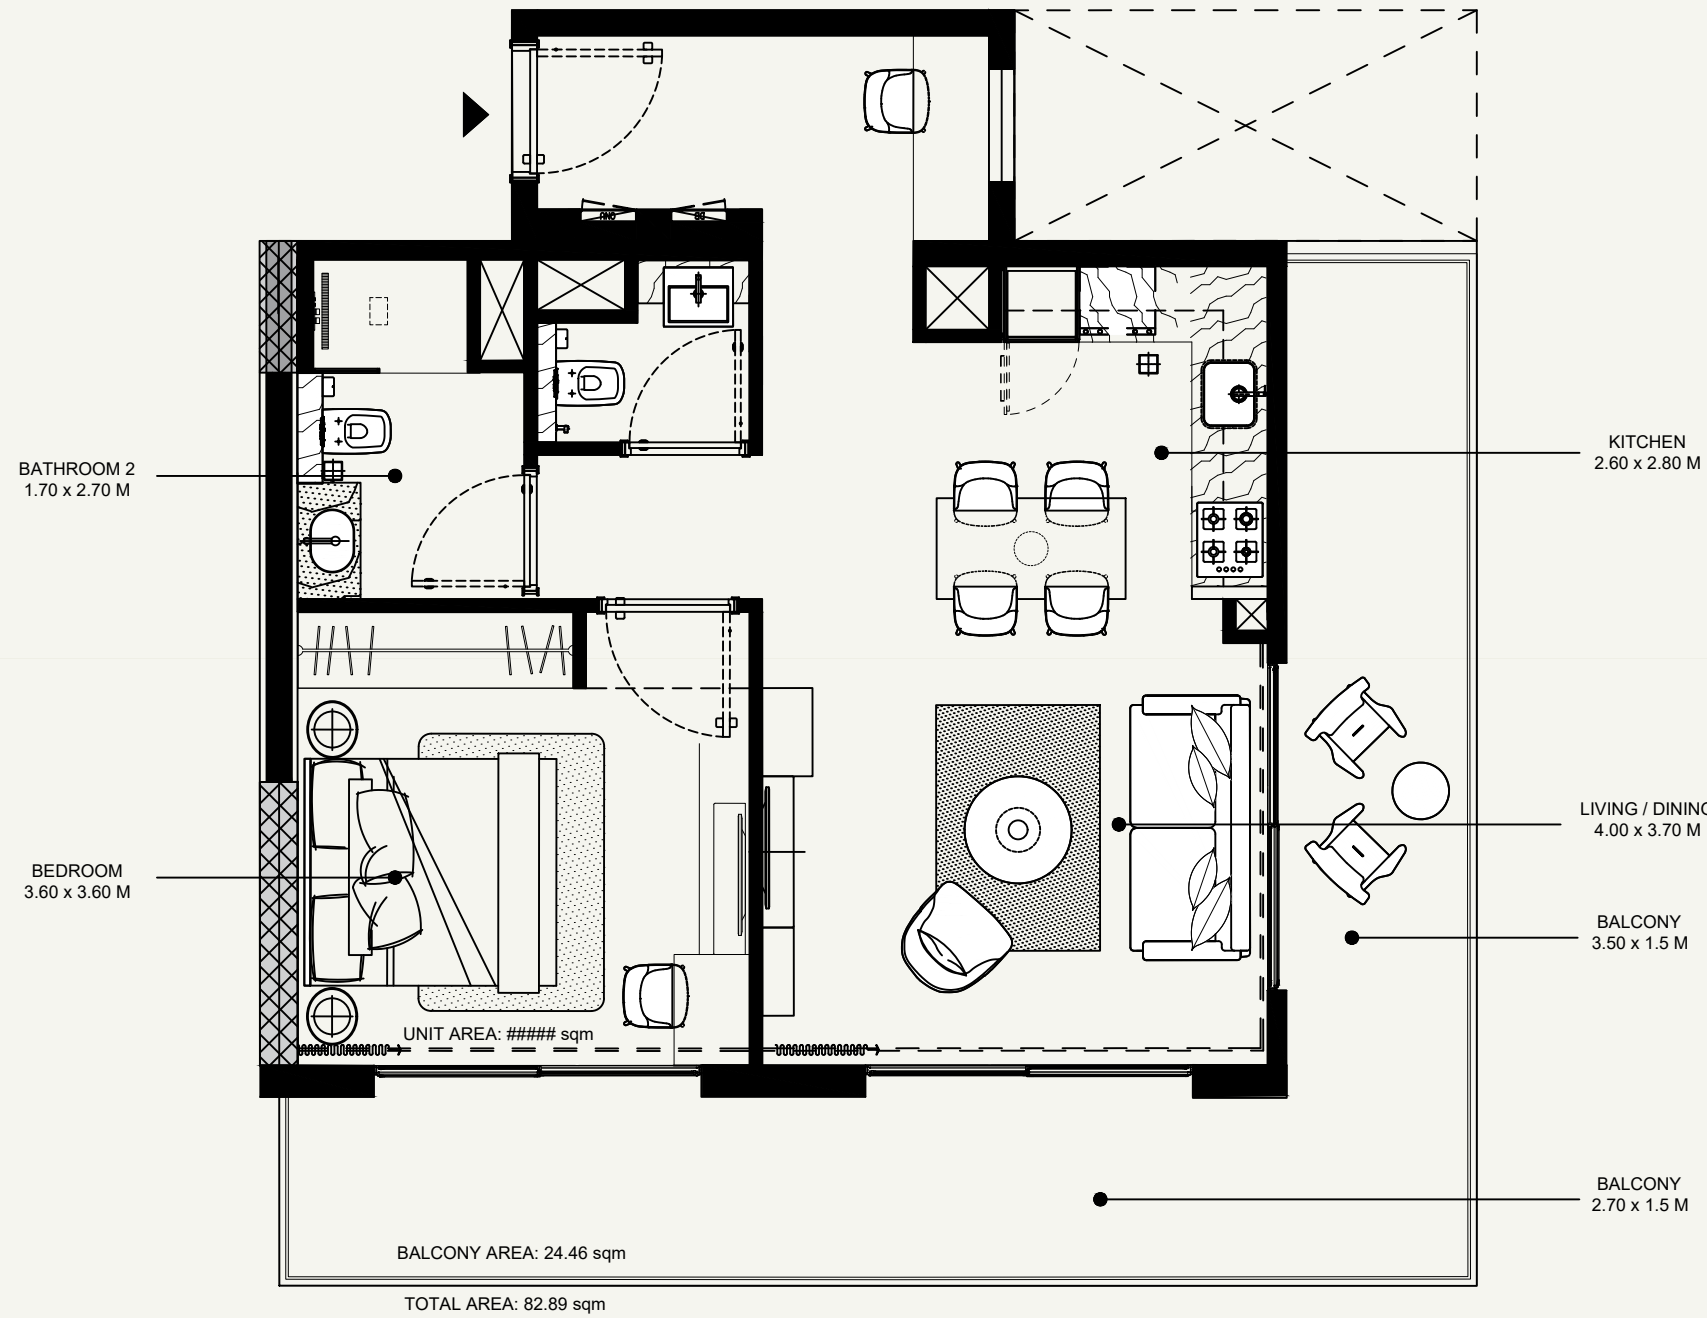 BATHROOM 2
1.70 x 2.70 M
KITCHEN
2.60 x 2.80 M
LIVING / DINING
4.00 x 3.70 M
BEDROOM
3.60 x 3.60 M
BALCONY
3.50 x 1.5 M
UNIT AREA: ##### sqm
BALCONY
2.70 x 1.5 M
BALCONY AREA: 24.46 sqm
TOTAL AREA: 82.89 sqm